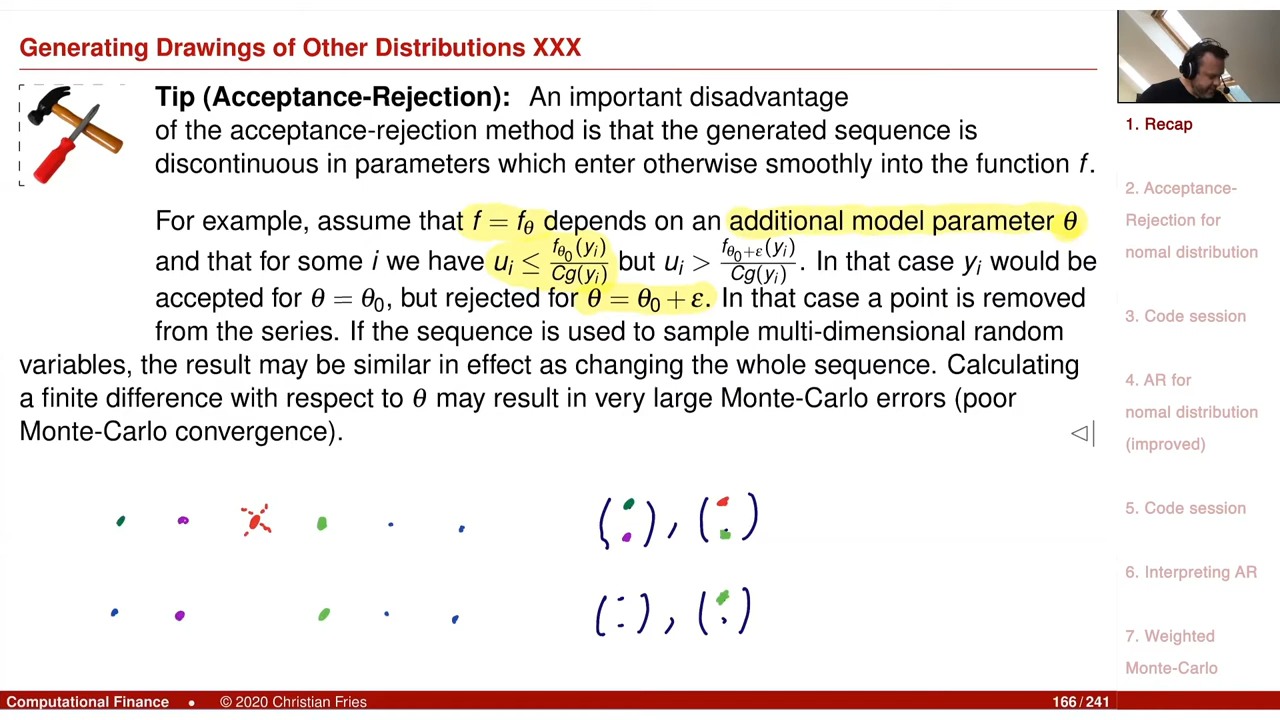 Generating Drawings of Other Distributions XXX
Tip (Acceptance-Rejection): An important disadvantage
of the acceptance-rejection method is that the generated sequence is
discontinuous in parameters which enter otherwise smoothly into the function f.
For example, assume that f = f_θ depends on an additional model parameter θ
and that for some i we have u_i ≤ f_{θ_0}(y_i)/Cg(y_i) but u_i > f_{θ_0+ε}(y_i)/Cg(y_i). In that case y_i would be
accepted for θ = θ_0, but rejected for θ = θ_0 + ε. In that case a point is removed
from the series. If the sequence is used to sample multi-dimensional random
variables, the result may be similar in effect as changing the whole sequence. Calculating
a finite difference with respect to θ may result in very large Monte-Carlo errors (poor
Monte-Carlo convergence).
◁|
( : ) , ( : )
( : ) , ( : )
1. Recap
2. Acceptance-
Rejection for
nomal distribution
3. Code session
4. AR for
nomal distribution
(improved)
5. Code session
6. Interpreting AR
7. Weighted
Monte-Carlo
Computational Finance • © 2020 Christian Fries 166 / 241